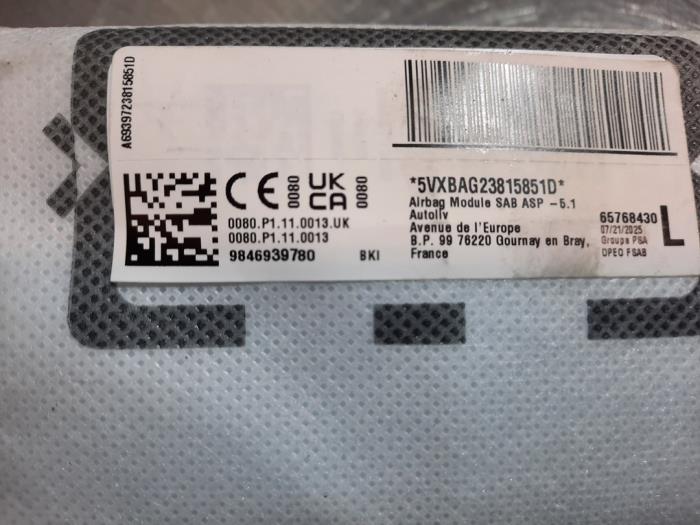 A6939723815851D
CE 0080 UK CA 0080
0080.P1.11.0013.UK
0080.P1.11.0013
9846939780 BKI
*5VXBAG23815851D*
Airbag Module SAB ASP -5.1
Autoliv
Avenue de l'Europe
B.P. 99 76220 Gournay en Bray,
France
65768430
07/21/2025
Groupe PSA
OPEO FSAB
L